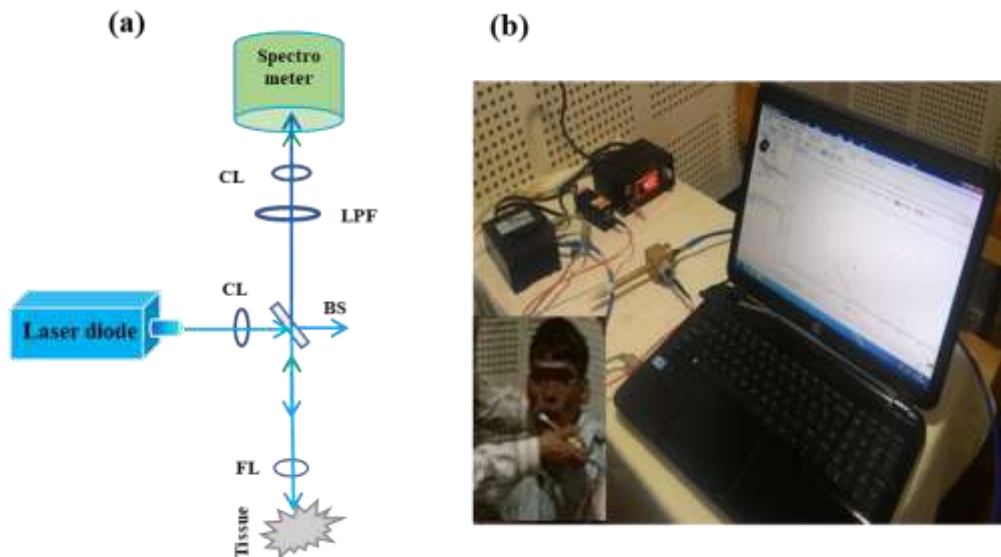 (a)
(b)
Spectro
meter
CL
LPF
CL
BS
Laser diode
FL
Tissue